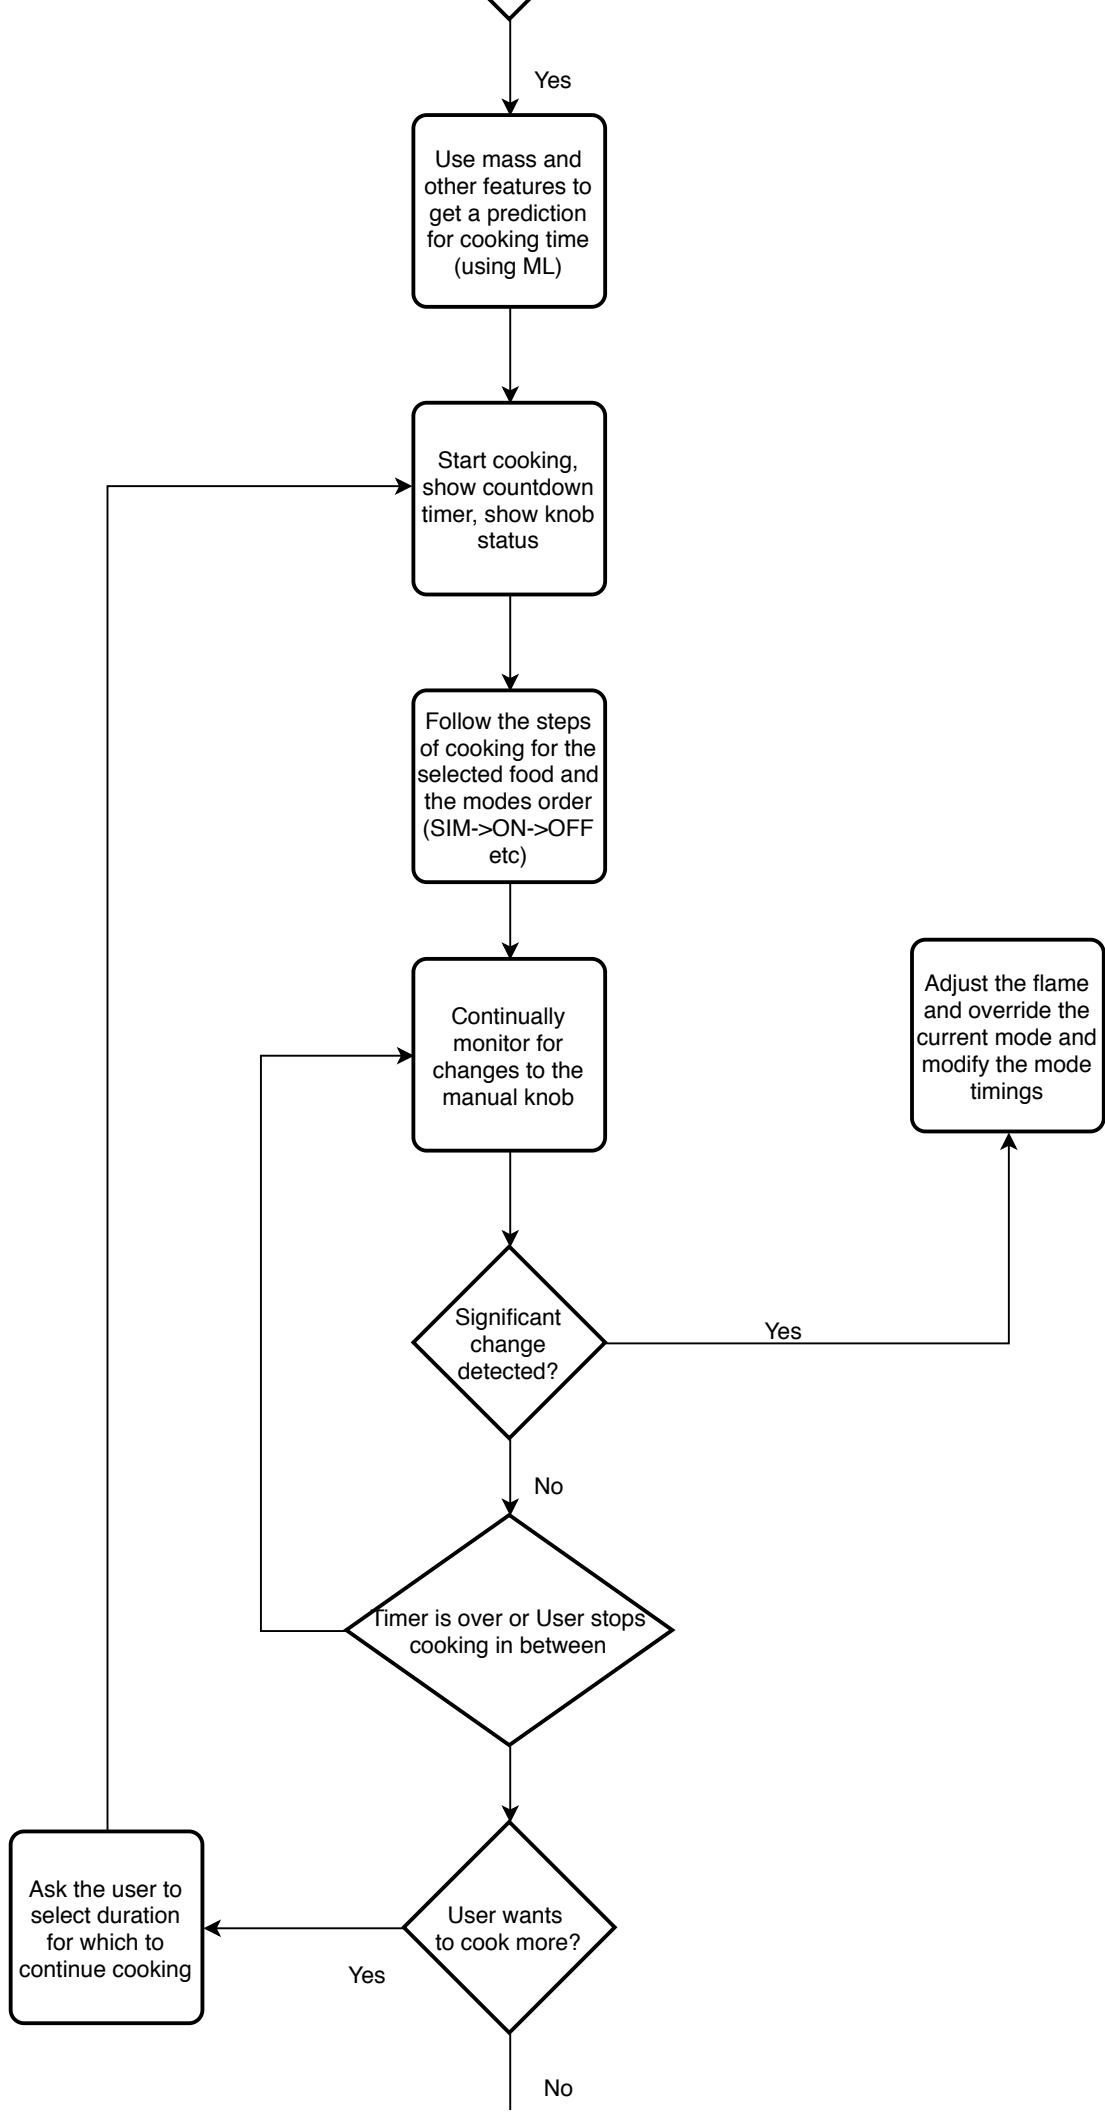 Yes
Use mass and
other features to
get a prediction
for cooking time
(using ML)
Start cooking,
show countdown
timer, show knob
status
Follow the steps
of cooking for the
selected food and
the modes order
(SIM->ON->OFF
etc)
Continually
monitor for
changes to the
manual knob
Adjust the flame
and override the
current mode and
modify the mode
timings
Significant
change
detected?
Yes
No
Timer is over or User stops
cooking in between
User wants
to cook more?
Yes
Ask the user to
select duration
for which to
continue cooking
No